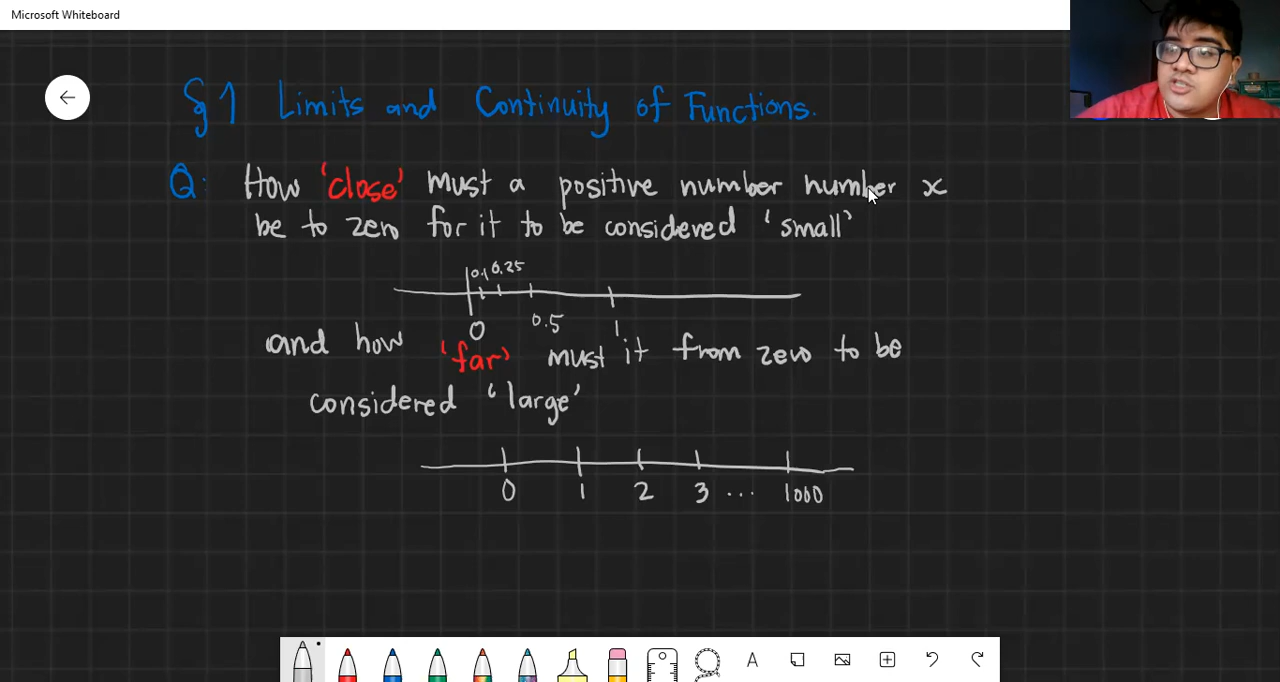 Microsoft Whiteboard
§1 Limits and Continuity of Functions.
Q: How 'close' must a positive number number x
be to zero for it to be considered 'small'
0.1 0.25
0 0.5 1
and how 'far' must it from zero to be
considered 'large'
0 1 2 3 ... 1000
A